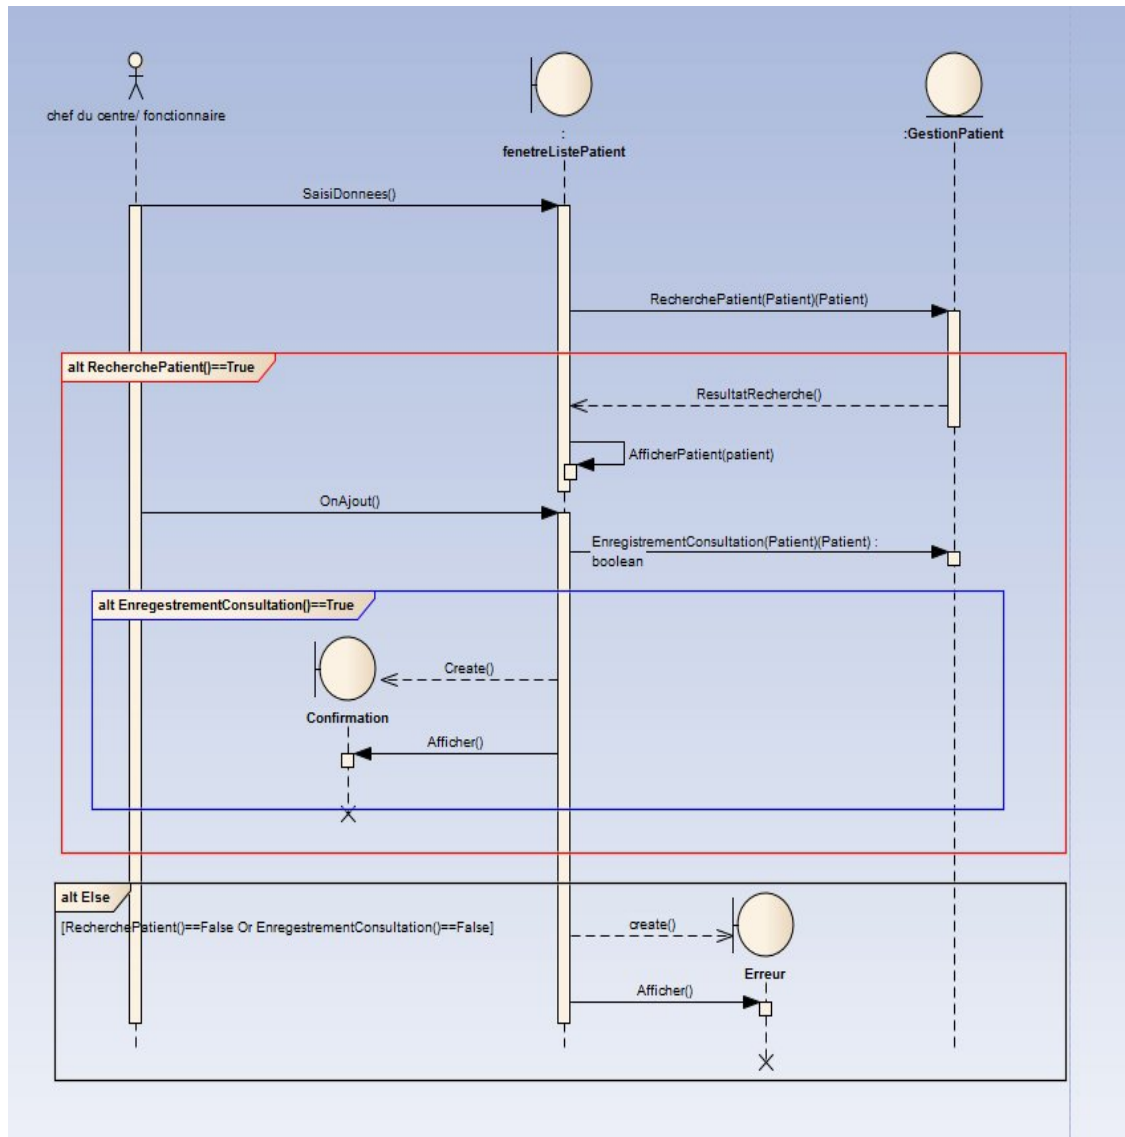 chef du centre/ fonctionnaire
:
fenetreListePatient
:GestionPatient
SaisiDonnees()
RecherchePatient(Patient)(Patient)
alt RecherchePatient()==True
ResultatRecherche()
AfficherPatient(patient)
OnAjout()
EnregistrementConsultation(Patient)(Patient) :
boolean
alt EnregestrementConsultation()==True
Create()
Confirmation
Afficher()
alt Else
[RecherchePatient()==False Or EnregestrementConsultation()==False]
create()
Erreur
Afficher()